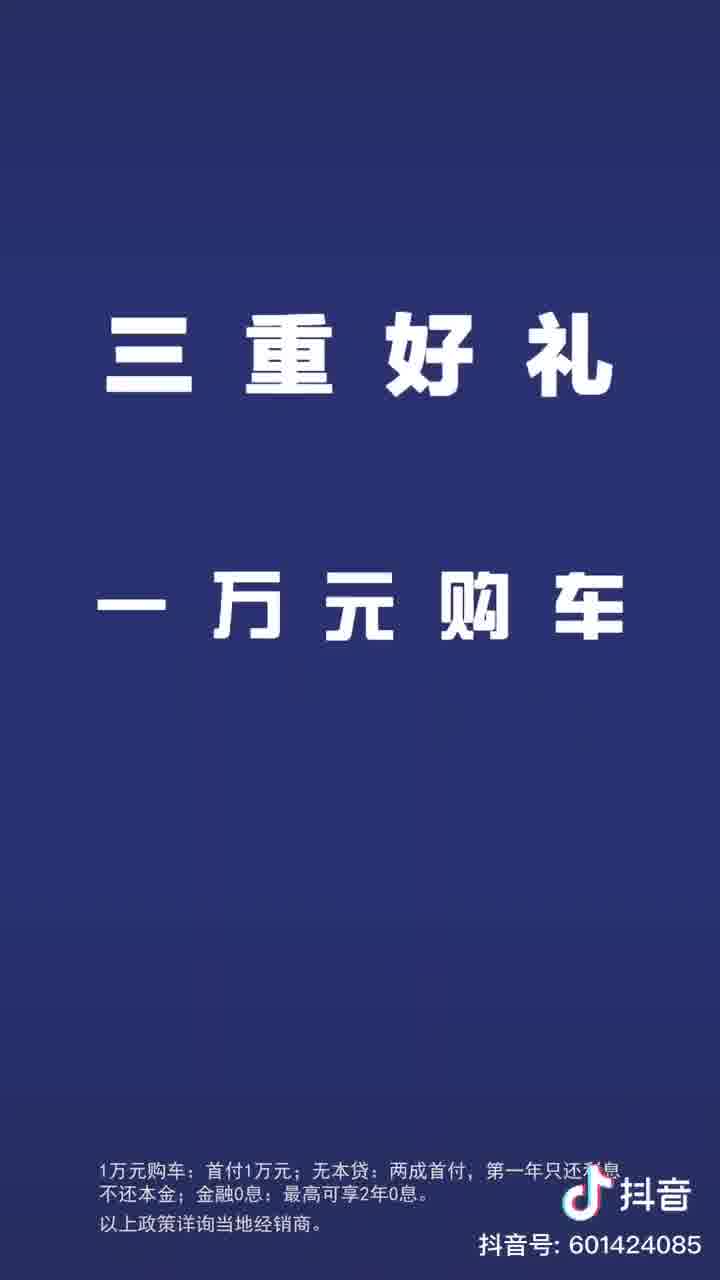 三重好礼
一万元购车
1万元购车：首付1万元；无本贷：两成首付，第一年只还利息
不还本金；金融0息：最高可享2年0息。
以上政策详询当地经销商。
抖音
抖音号: 601424085